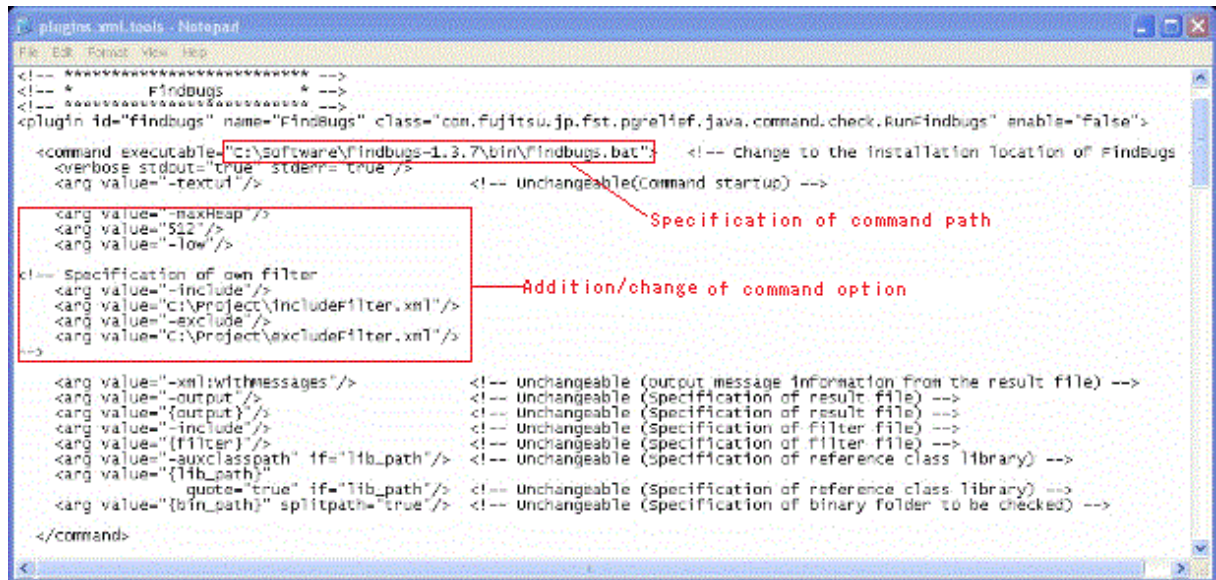 plugins.xml.tools - Notepad
File Edit Format View Help
<!-- ************************** -->
<!-- *        FindBugs        * -->
<!-- ************************** -->
<plugin id="findbugs" name="FindBugs" class="com.fujitsu.jp.fst.pgrelief.java.command.check.RunFindbugs" enable="false">
<command executable="C:\Software\findbugs-1.3.7\bin\findbugs.bat"> <!-- Change to the installation location of FindBugs
<verbose stdout="true" stderr="true"/>
<arg value="-textui"/> <!-- Unchangeable(Command startup) -->
<arg value="-maxHeap"/>
Specification of command path
<arg value="512"/>
<arg value="-low"/>
<!-- Specification of own filter
<arg value="-include"/>
Addition/change of command option
<arg value="C:\Project\includeFilter.xml"/>
<arg value="-exclude"/>
<arg value="C:\Project\excludeFilter.xml"/>
-->
<arg value="-xml:withMessages"/> <!-- Unchangeable (output message information from the result file) -->
<arg value="-output"/> <!-- Unchangeable (Specification of result file) -->
<arg value="{output}"/> <!-- Unchangeable (Specification of result file) -->
<arg value="-include"/> <!-- Unchangeable (Specification of filter file) -->
<arg value="{filter}"/> <!-- Unchangeable (Specification of filter file) -->
<arg value="-auxclasspath" if="lib_path"/> <!-- Unchangeable (Specification of reference class library) -->
<arg value="{lib_path}"
quote="true" if="lib_path"/> <!-- Unchangeable (Specification of reference class library) -->
<arg value="{bin_path}" splitpath="true"/> <!-- Unchangeable (Specification of binary folder to be checked) -->
</command>